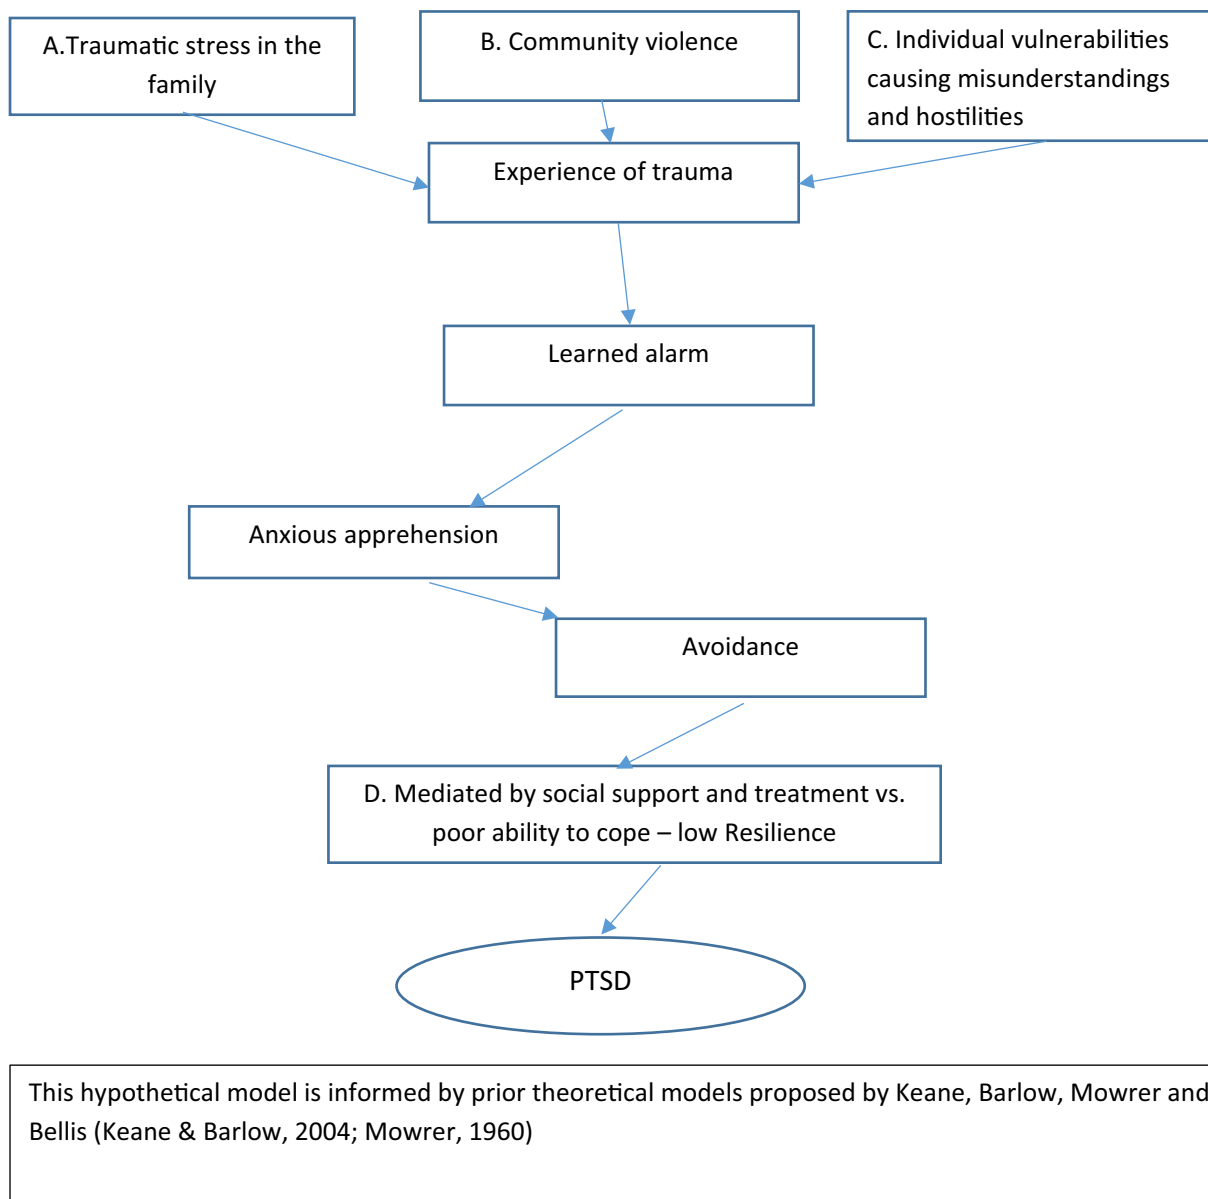 A.Traumatic stress in the
family
B. Community violence
C. Individual vulnerabilities
causing misunderstandings
and hostilities
Experience of trauma
Learned alarm
Anxious apprehension
Avoidance
D. Mediated by social support and treatment vs.
poor ability to cope – low Resilience
PTSD
This hypothetical model is informed by prior theoretical models proposed by Keane, Barlow, Mowrer and
Bellis (Keane & Barlow, 2004; Mowrer, 1960)